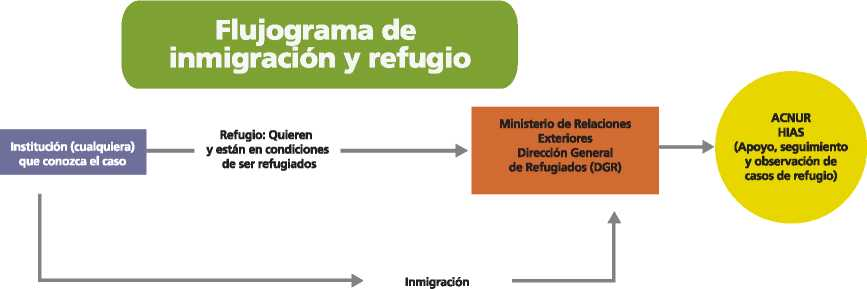 Flujograma de
inmigración y refugio
Institución (cualquiera)
que conozca el caso
Refugio: Quieren
y están en condiciones
de ser refugiados
Ministerio de Relaciones
Exteriores
Dirección General
de Refugiados (DGR)
ACNUR
HIAS
(Apoyo, seguimiento
y observación de
casos de refugio)
Inmigración